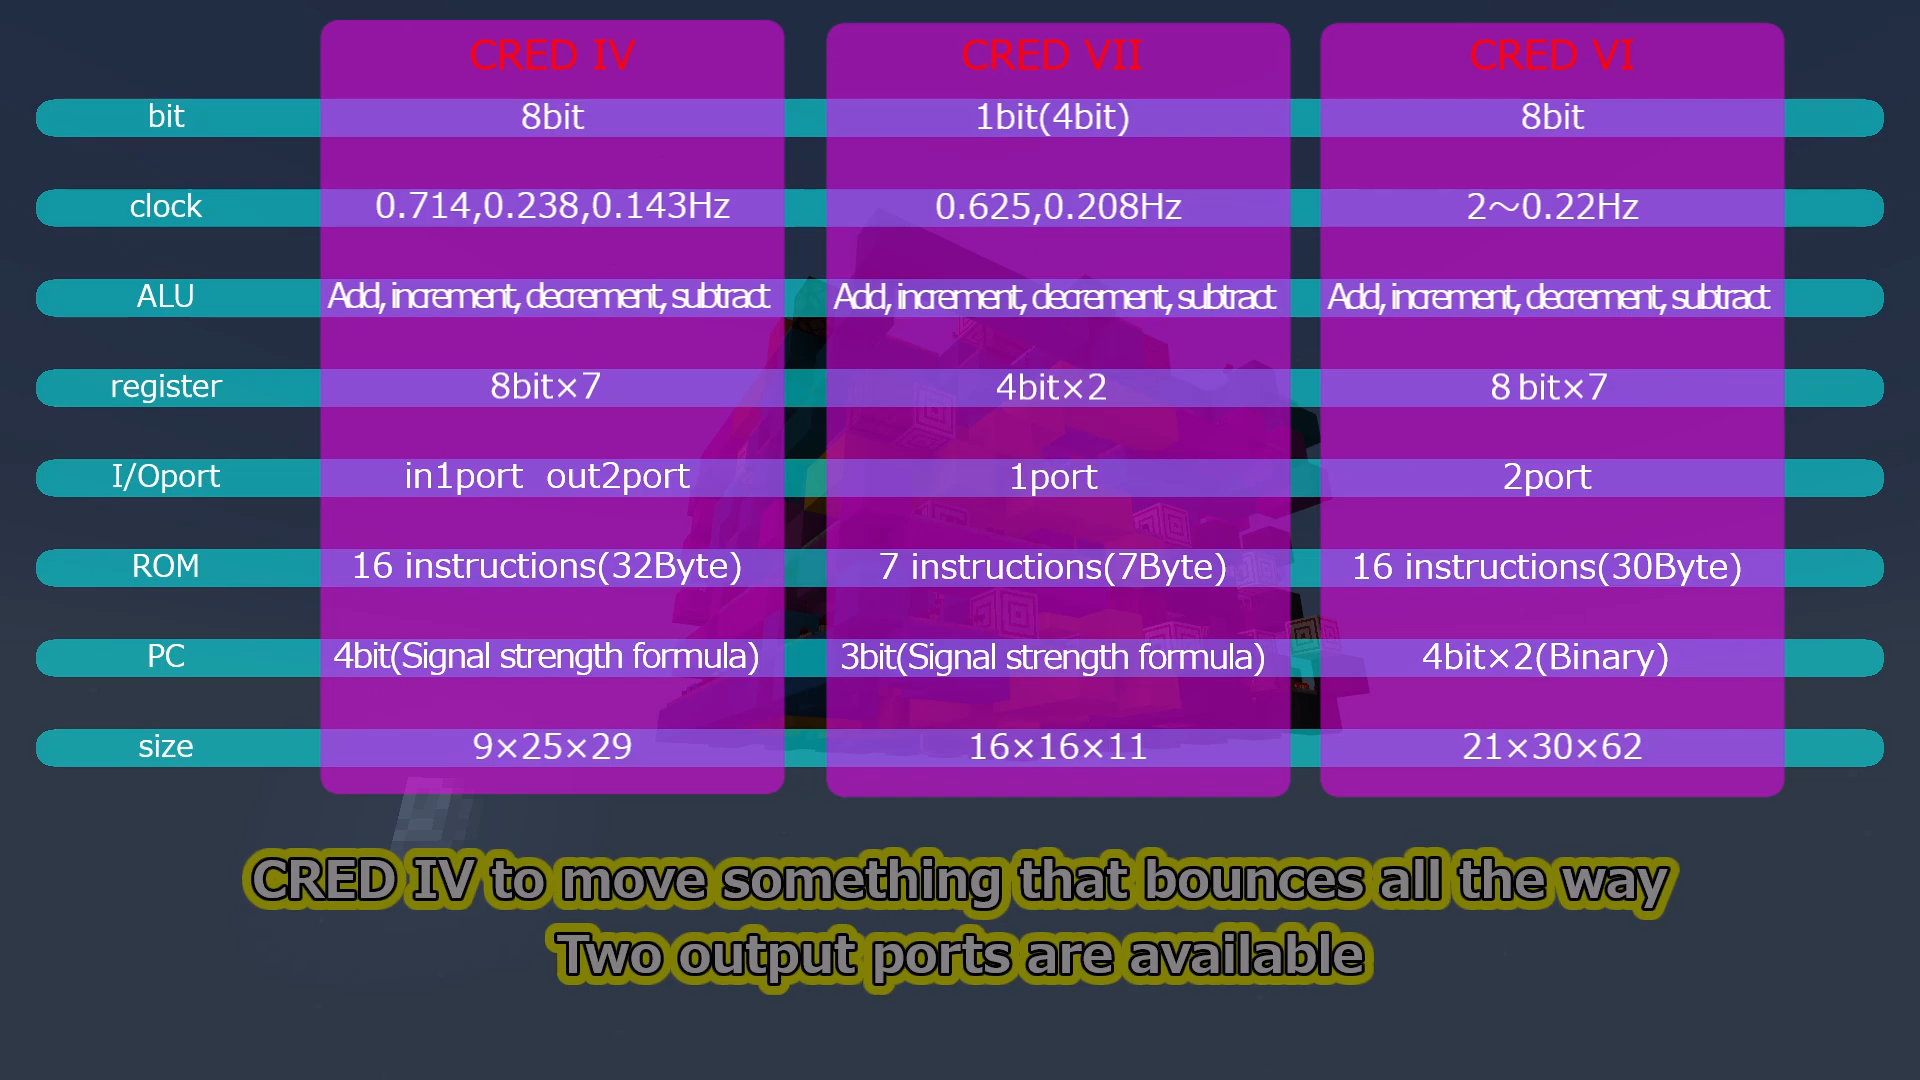 CRED IV CRED VII CRED VI
bit 8bit 1bit(4bit) 8bit
clock 0.714,0.238,0.143Hz 0.625,0.208Hz 2～0.22Hz
ALU Add, increment, decrement, subtract Add, increment, decrement, subtract Add, increment, decrement, subtract
register 8bit×7 4bit×2 8 bit×7
I/Oport in1port out2port 1port 2port
ROM 16 instructions(32Byte) 7 instructions(7Byte) 16 instructions(30Byte)
PC 4bit(Signal strength formula) 3bit(Signal strength formula) 4bit×2(Binary)
size 9×25×29 16×16×11 21×30×62
CRED IV to move something that bounces all the way
Two output ports are available